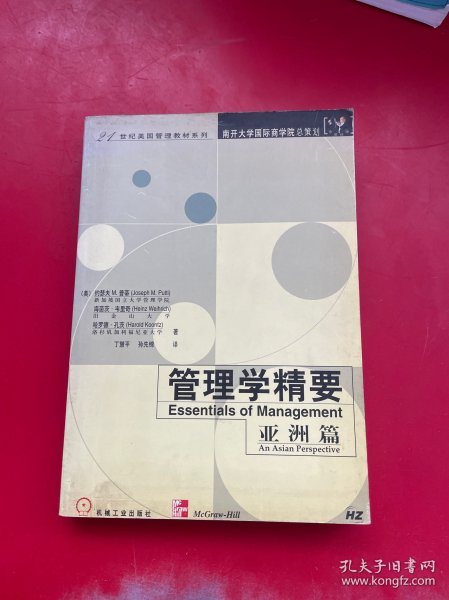 21世纪美国管理教材系列
南开大学国际商学院总策划
(美) 约瑟夫 M. 普蒂 (Joseph M. Putti)
新加坡国立大学管理学院
海因茨·韦里奇 (Heinz Weihrich)
旧金山大学
哈罗德·孔茨 (Harold Koontz)
洛杉矶加利福尼亚大学 著
丁慧平 孙先锦 译
管理学精要
Essentials of Management
亚洲篇
An Asian Perspective
机械工业出版社
Mc
Graw
Hill
McGraw-Hill
HZ
孔夫子旧书网
www.kongfz.com